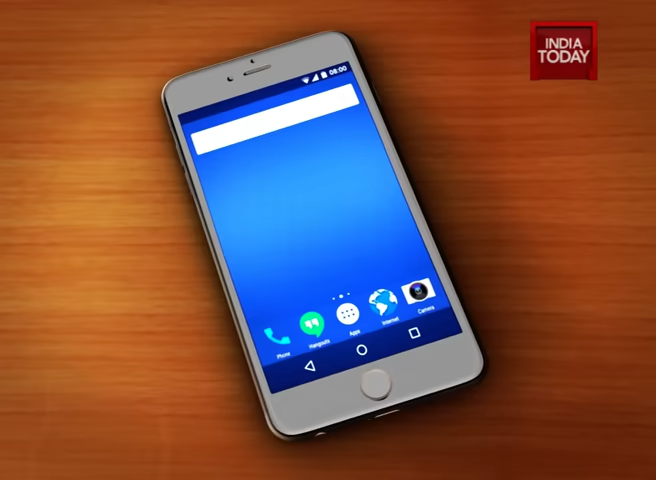 INDIA
TODAY
08:00
Phone
Hangouts
Apps
Internet
Camera